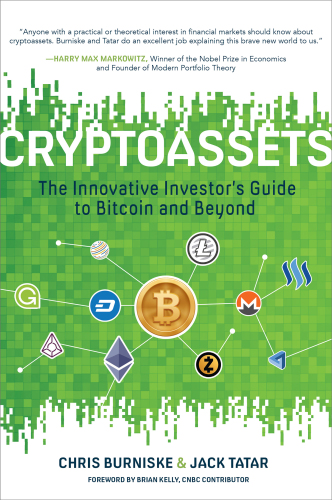 "Anyone with a practical or theoretical interest in financial markets should know about
cryptoassets. Burniske and Tatar do an excellent job explaining this brave new world to us."
—HARRY MAX MARKOWITZ, Winner of the Nobel Prize in Economics
and Founder of Modern Portfolio Theory
CRYPTOASSETS
The Innovative Investor's Guide
to Bitcoin and Beyond
CHRIS BURNISKE & JACK TATAR
FOREWORD BY BRIAN KELLY, CNBC CONTRIBUTOR